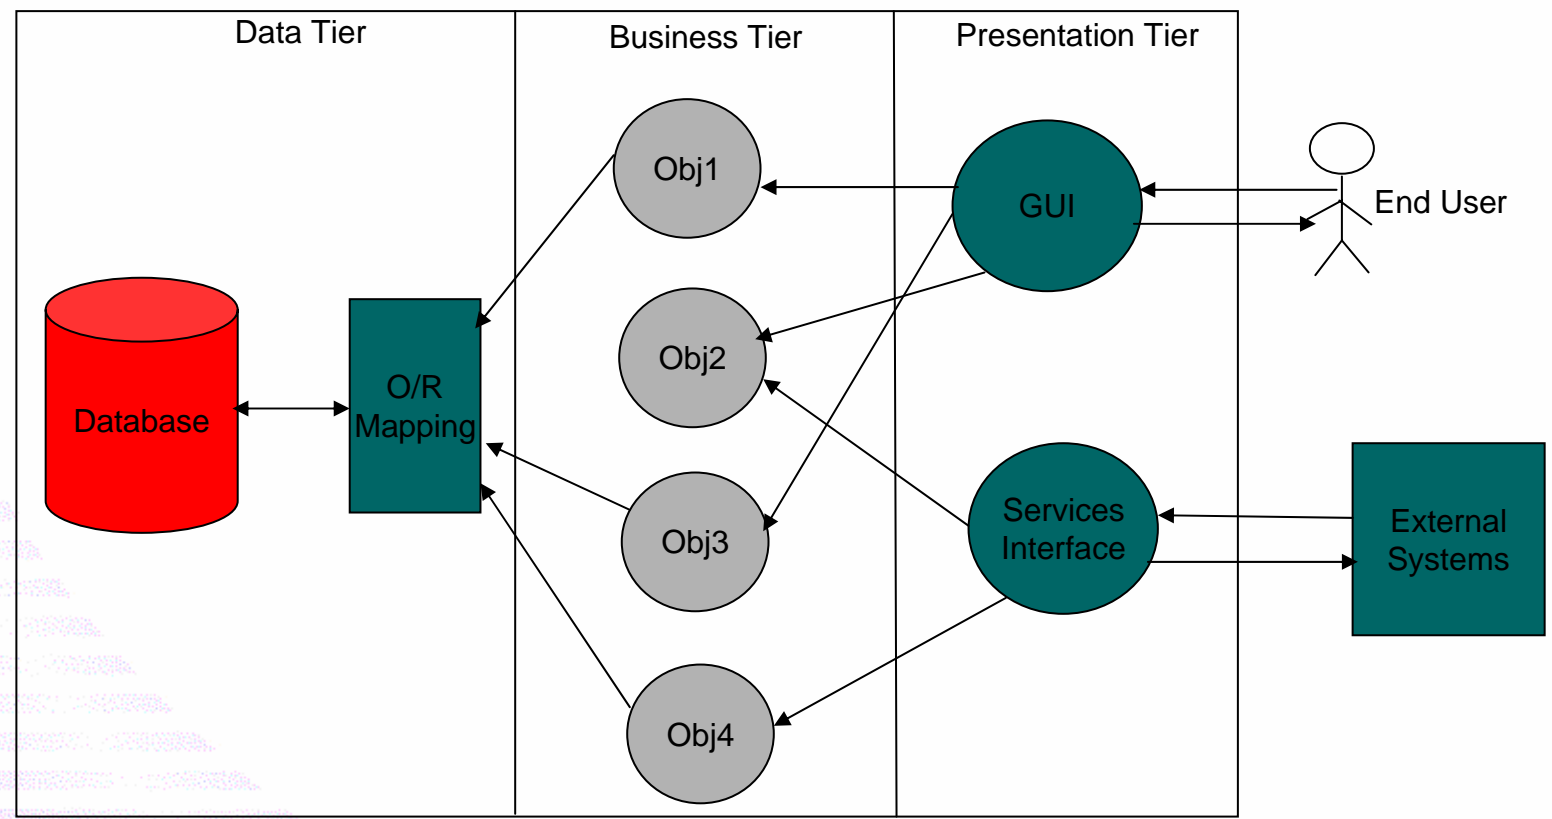 Data Tier
Business Tier
Presentation Tier
Obj1
GUI
End User
Obj2
O/R
Mapping
Database
Services
Interface
External
Systems
Obj3
Obj4